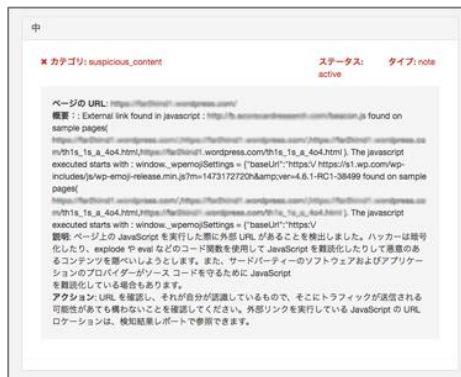 中
✖ カテゴリ: suspicious_content ステータス: active タイプ: note
ページの URL:
概要 : : External link found in javascript : found on
sample pages(
m/th1s_1s_a_4o4.html, .wordpress.com/th1s_1s_a_4o4.html ). The javascript
executed starts with : window._wpemojiSettings = {"baseUrl":"https:\/ https://s1.wp.com/wp-
includes/js/wp-emoji-release.min.js?m=1473172720h&amp;ver=4.6.1-RC1-38499 found on sample
pages(
m/th1s_1s_a_4o4.html,
説明: ページ上の JavaScript を実行した際に外部 URL があることを検出しました。ハッカーは暗号
化したり、explode や eval などのコード関数を使用して JavaScript を難読化したりして悪意のあ
るコンテンツを隠ぺいしようとします。また、サードパーティーのソフトウェアおよびアプリケー
ションのプロバイダーがソース コードを守るために JavaScript
を難読化している場合もあります。
アクション: URL を確認し、それが自分が認識しているもので、そこにトラフィックが送信される
可能性があても構わないことを確認してください。外部リンクを実行している JavaScript の URL
ロケーションは、検知結果レポートで参照できます。